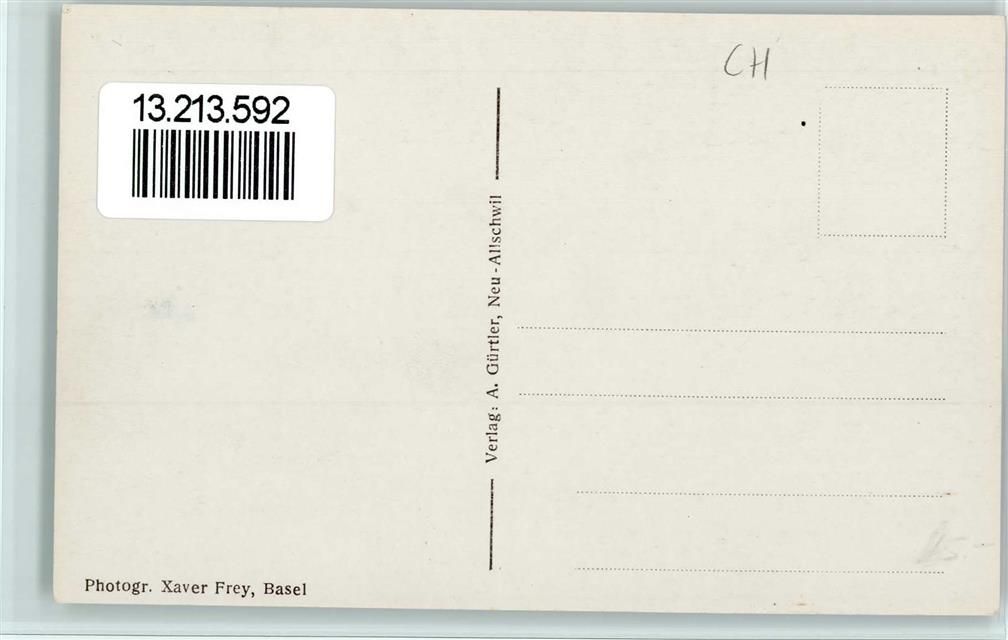 CH
13.213.592
Verlag: A. Gürtler, Neu-Allschwil
Photogr. Xaver Frey, Basel